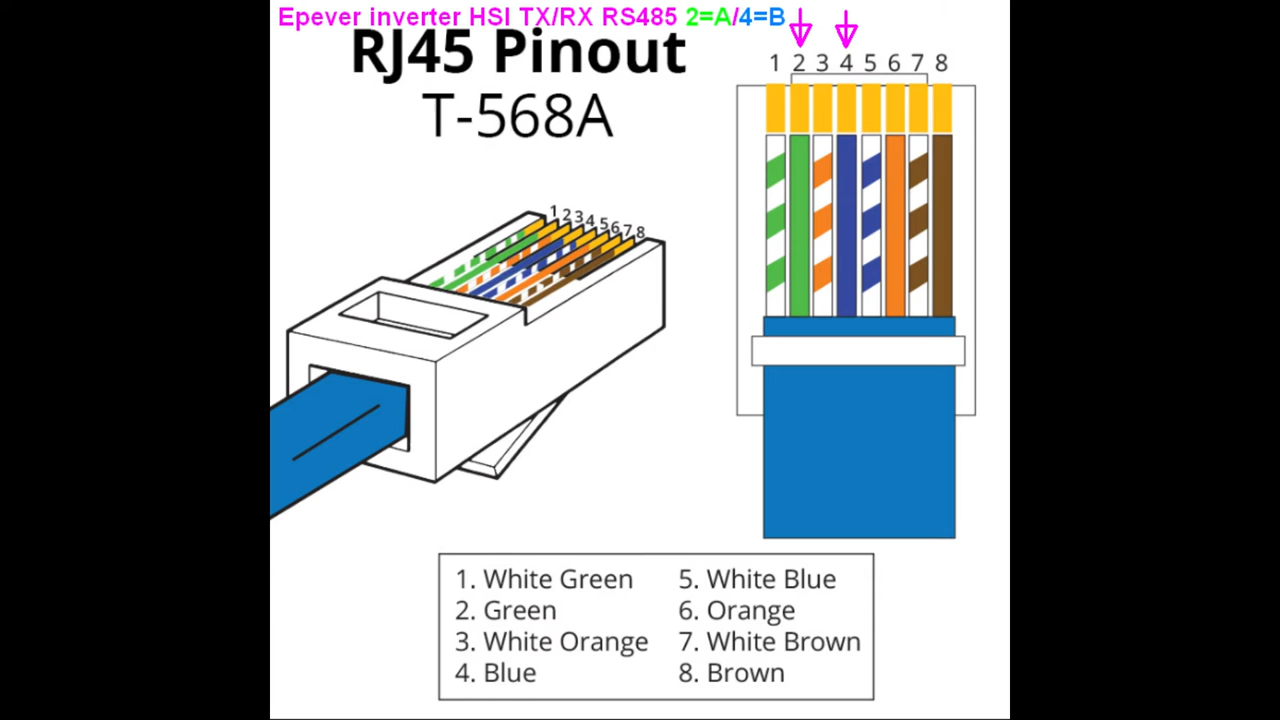 Epever inverter HSI TX/RX RS485 2=A/4=B
RJ45 Pinout
T-568A
1 2 3 4 5 6 7 8
1 2 3 4 5 6 7 8
1. White Green
2. Green
3. White Orange
4. Blue
5. White Blue
6. Orange
7. White Brown
8. Brown